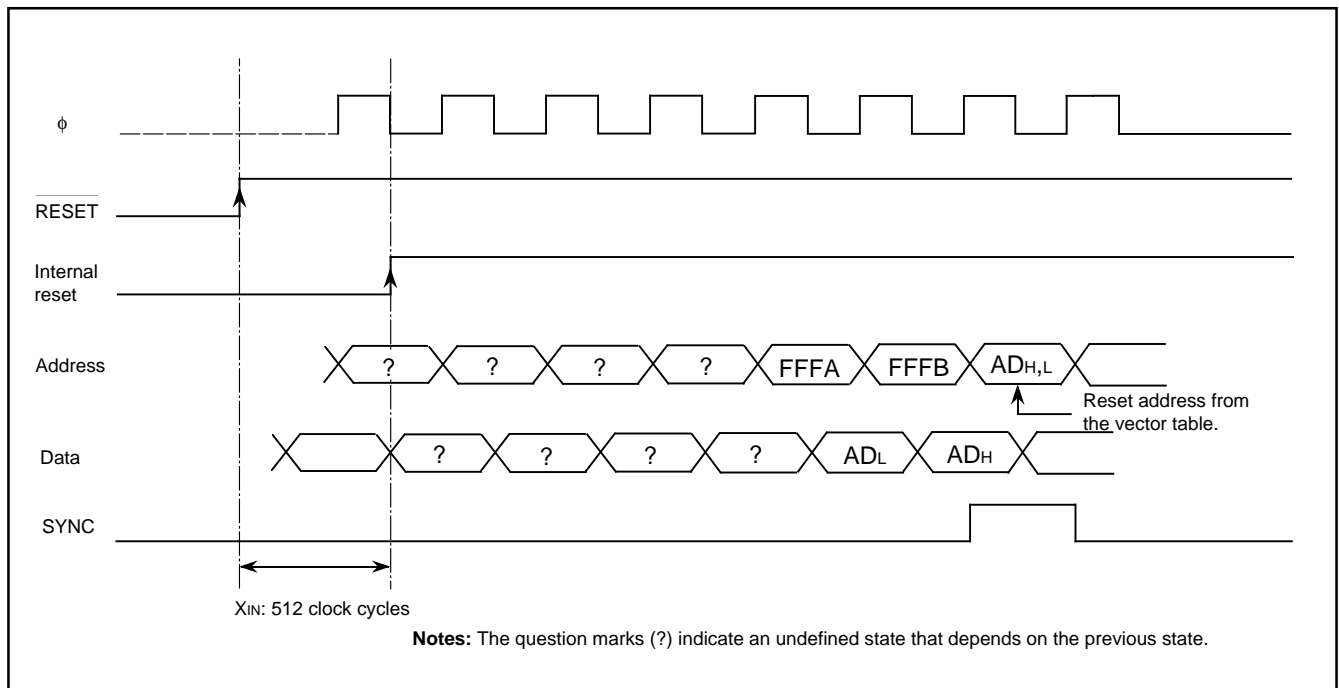 ϕ
RESET
Internal
reset
Address
? ? ? ? FFFA FFFB ADH,L
Reset address from
the vector table.
Data
? ? ? ? ADL ADH
SYNC
XIN: 512 clock cycles
Notes: The question marks (?) indicate an undefined state that depends on the previous state.